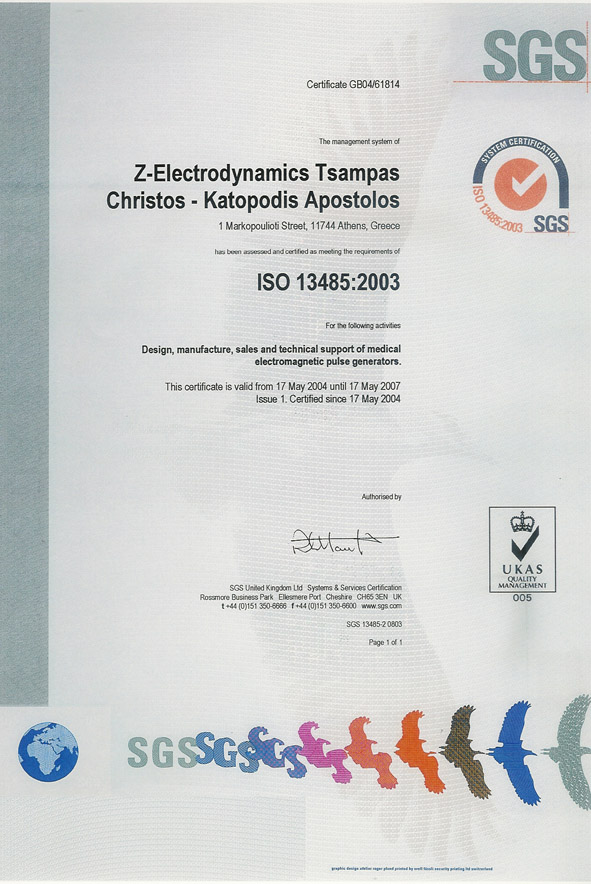 SGS
Certificate GB04/61814
The management system of
Z-Electrodynamics Tsampas
Christos - Katopodis Apostolos
1 Markopoulioti Street, 11744 Athens, Greece
has been assessed and certified as meeting the requirements of
ISO 13485:2003
For the following activities
Design, manufacture, sales and technical support of medical
electromagnetic pulse generators.
This certificate is valid from 17 May 2004 until 17 May 2007
Issue 1. Certified since 17 May 2004
SYSTEM CERTIFICATION
ISO 13485:2003
SGS
Authorised by
SGS United Kingdom Ltd Systems & Services Certification
Rossmore Business Park Ellesmere Port Cheshire CH65 3EN UK
t +44 (0)151 350-6666 f +44 (0)151 350-6600 www.sgs.com
SGS 13485-2 0803
Page 1 of 1
UKAS
QUALITY
MANAGEMENT
005
SGSSGS